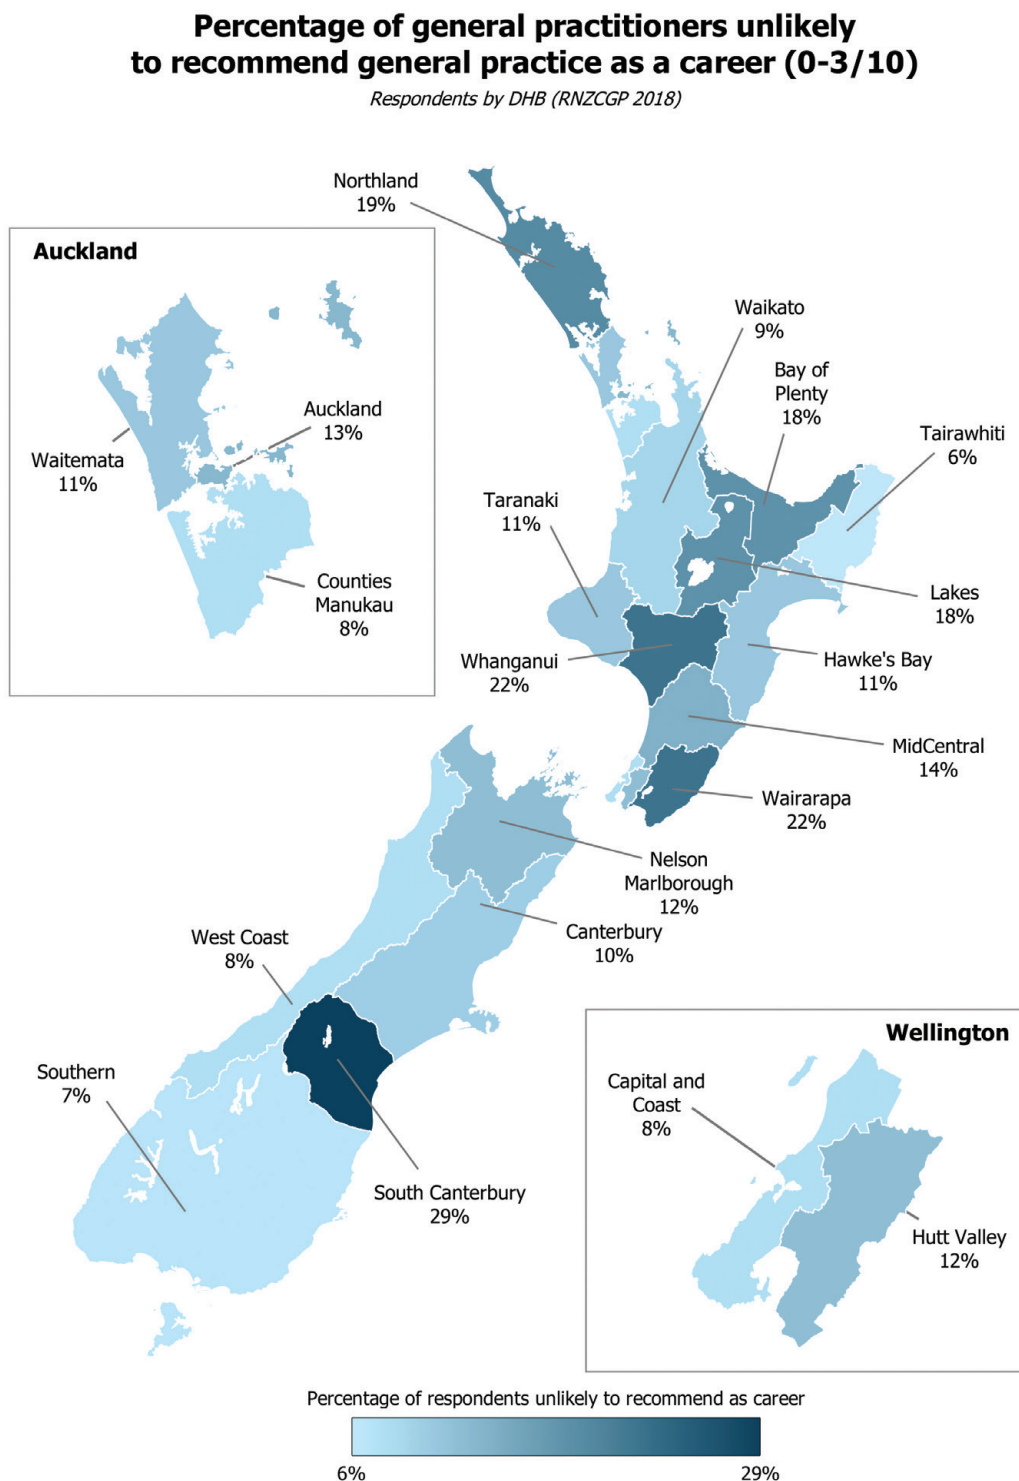 Percentage of general practitioners unlikely
to recommend general practice as a career (0-3/10)
Respondents by DHB (RNZCGP 2018)
Northland
19%
Auckland
Waitemata
11%
Auckland
13%
Counties
Manukau
8%
Waikato
9%
Bay of
Plenty
18%
Tairawhiti
6%
Taranaki
11%
Lakes
18%
Whanganui
22%
Hawke's Bay
11%
MidCentral
14%
Wairarapa
22%
Nelson
Marlborough
12%
Canterbury
10%
West Coast
8%
Southern
7%
South Canterbury
29%
Wellington
Capital and
Coast
8%
Hutt Valley
12%
Percentage of respondents unlikely to recommend as career
6%
29%